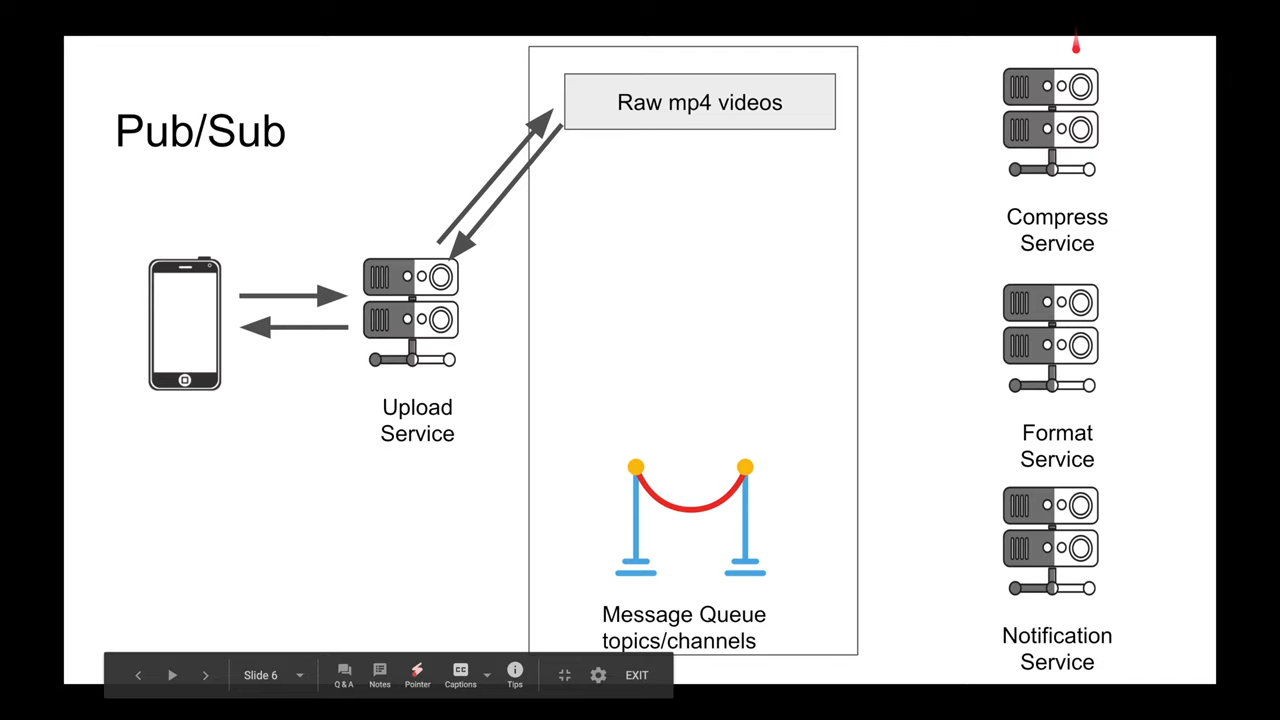 Pub/Sub
Raw mp4 videos
Compress
Service
Upload
Service
Format
Service
Message Queue
topics/channels
Notification
Service
Slide 6
Q & A
Notes
Pointer
CC
Captions
Tips
EXIT